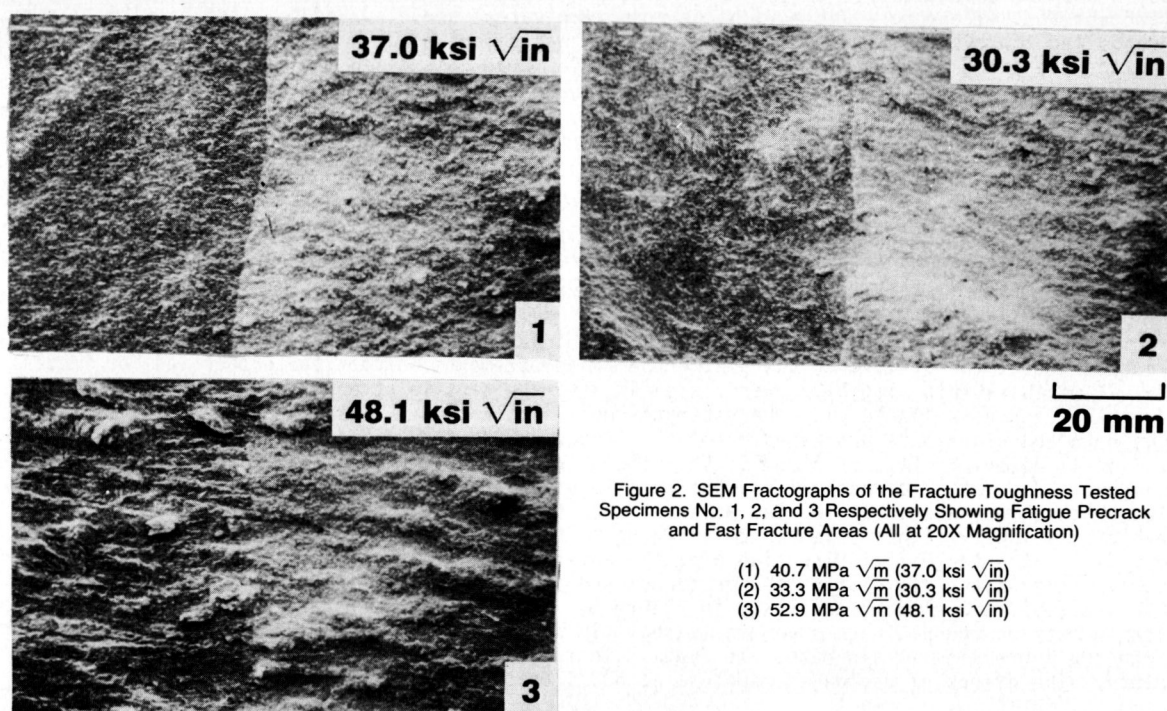 37.0 ksi √in
1
30.3 ksi √in
2
48.1 ksi √in
3
20 mm
Figure 2. SEM Fractographs of the Fracture Toughness Tested
Specimens No. 1, 2, and 3 Respectively Showing Fatigue Precrack
and Fast Fracture Areas (All at 20X Magnification)
(1) 40.7 MPa √m (37.0 ksi √in)
(2) 33.3 MPa √m (30.3 ksi √in)
(3) 52.9 MPa √m (48.1 ksi √in)